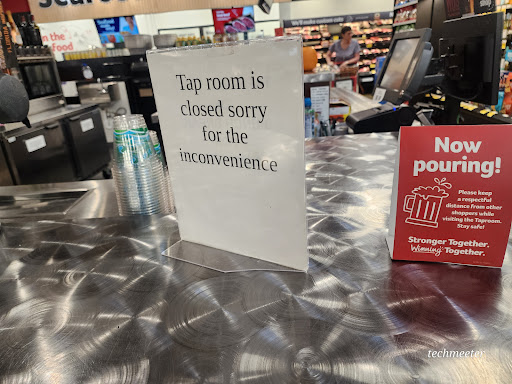 Tap room is
closed sorry
for the
inconvenience
Now
pouring!
Please keep
a respectful
distance from other
shoppers while
visiting the Taproom.
Stay safe!
Stronger Together.
Winning Together.
techmeeter